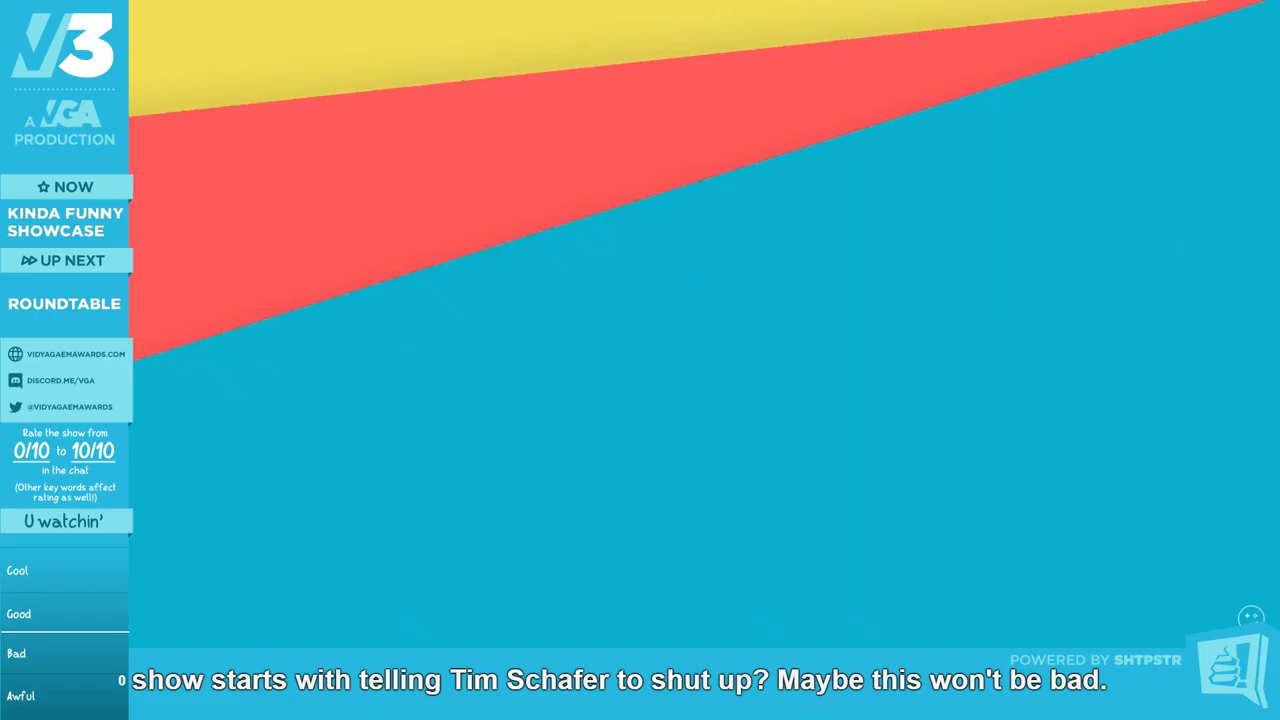 V3
A VGA
PRODUCTION
NOW
KINDA FUNNY
SHOWCASE
UP NEXT
ROUNDTABLE
VIDYAGAEMAWARDS.COM
DISCORD.ME/VGA
@VIDYAGAEMAWARDS
Rate the show from
0/10 to 10/10
in the chat
(Other key words affect
rating as well!)
U watchin'
Cool
Good
Bad
Awful
0
POWERED BY SHTPSTR
show starts with telling Tim Schafer to shut up? Maybe this won't be bad.